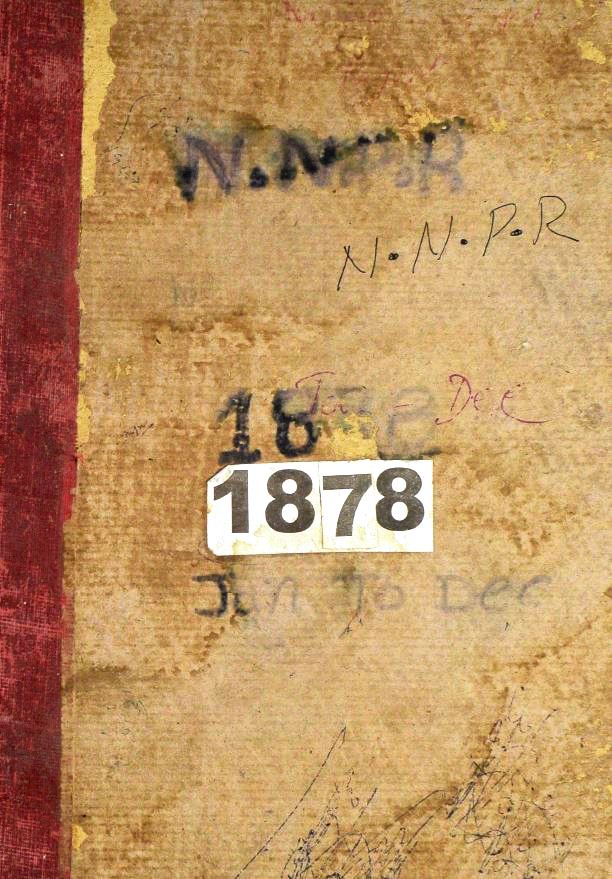 N.N.P.R
N.N.P.R
Jan - Dec
1878
1878
Jan To Dec